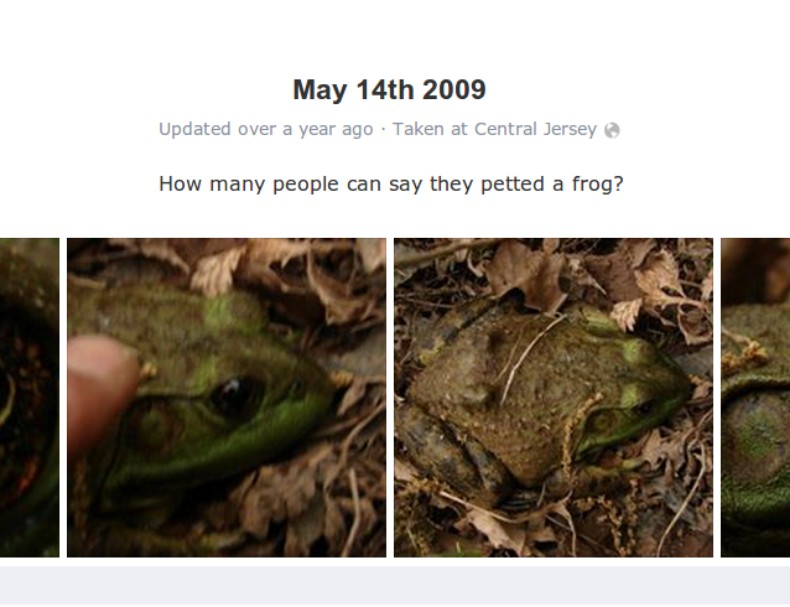 May 14th 2009
Updated over a year ago · Taken at Central Jersey
How many people can say they petted a frog?